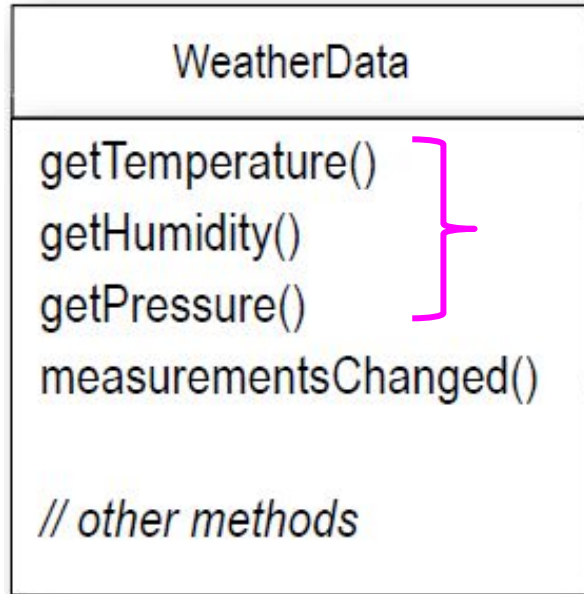 WeatherData
getTemperature()
getHumidity()
getPressure()
measurementsChanged()
// other methods